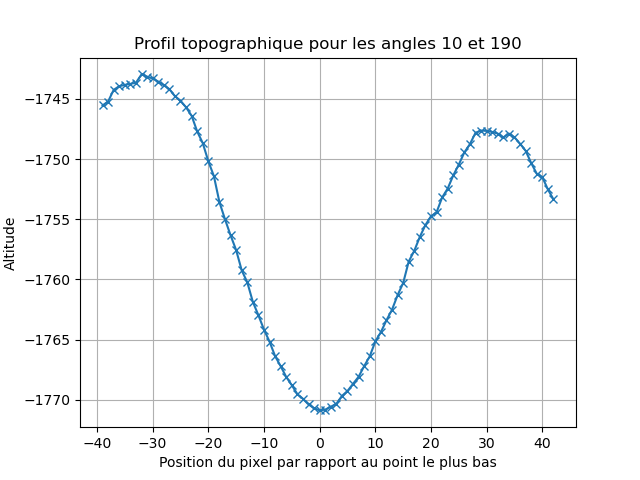 Profil topographique pour les angles 10 et 190
Altitude
−1745
−1750
−1755
−1760
−1765
−1770
−40 −30 −20 −10 0 10 20 30 40
Position du pixel par rapport au point le plus bas